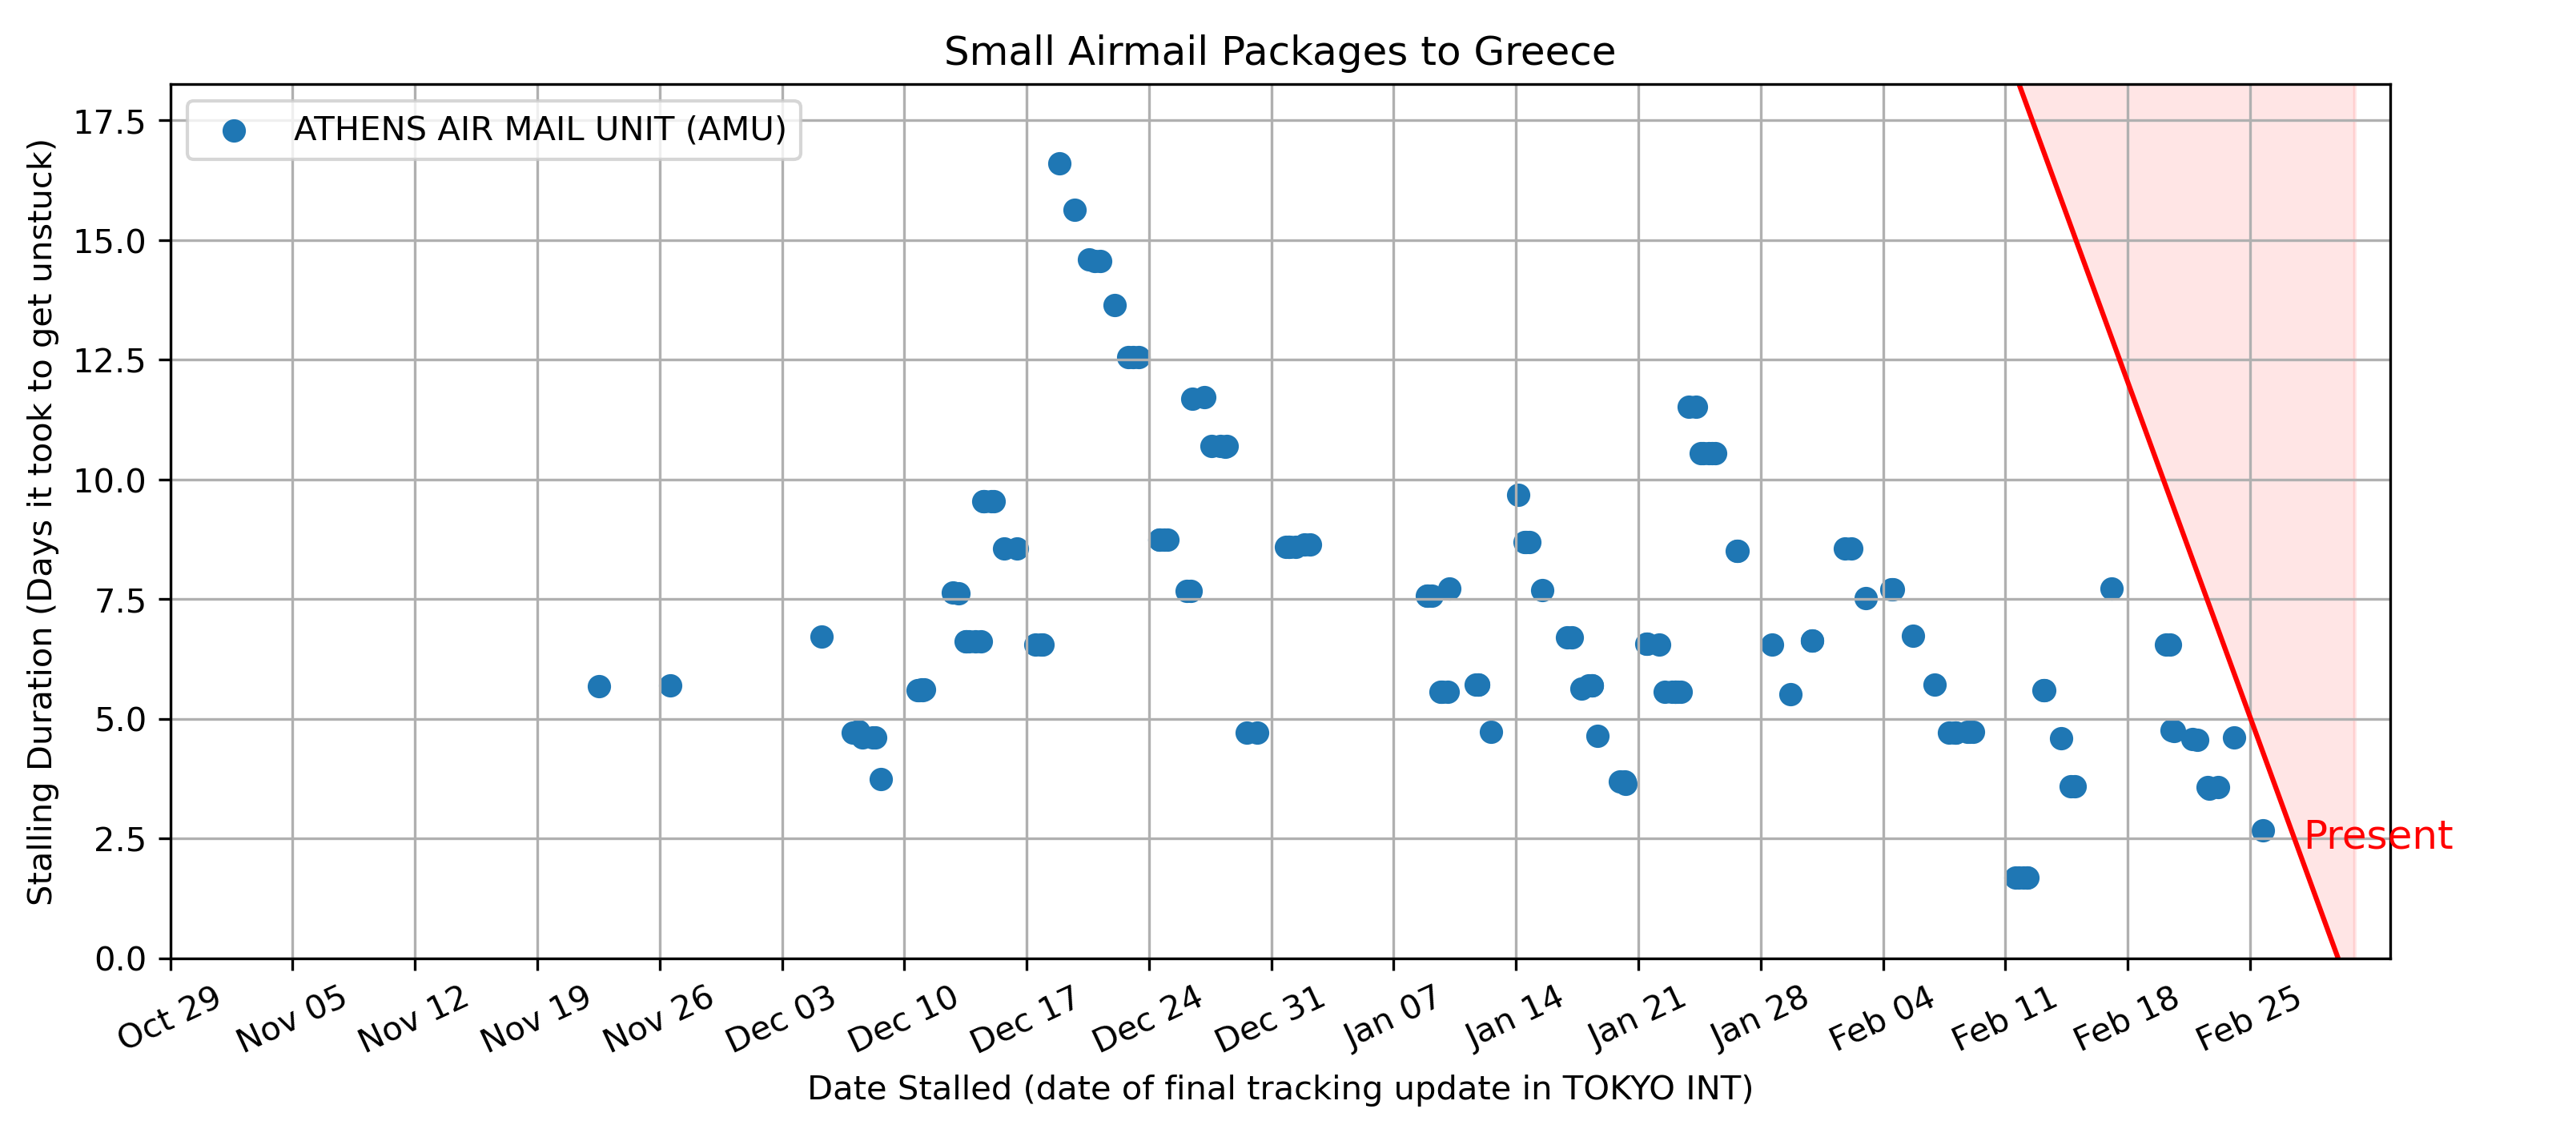 Small Airmail Packages to Greece
ATHENS AIR MAIL UNIT (AMU)
Stalling Duration (Days it took to get unstuck)
17.5
15.0
12.5
10.0
7.5
5.0
2.5
0.0
Present
Oct 29
Nov 05
Nov 12
Nov 19
Nov 26
Dec 03
Dec 10
Dec 17
Dec 24
Dec 31
Jan 07
Jan 14
Jan 21
Jan 28
Feb 04
Feb 11
Feb 18
Feb 25
Date Stalled (date of final tracking update in TOKYO INT)